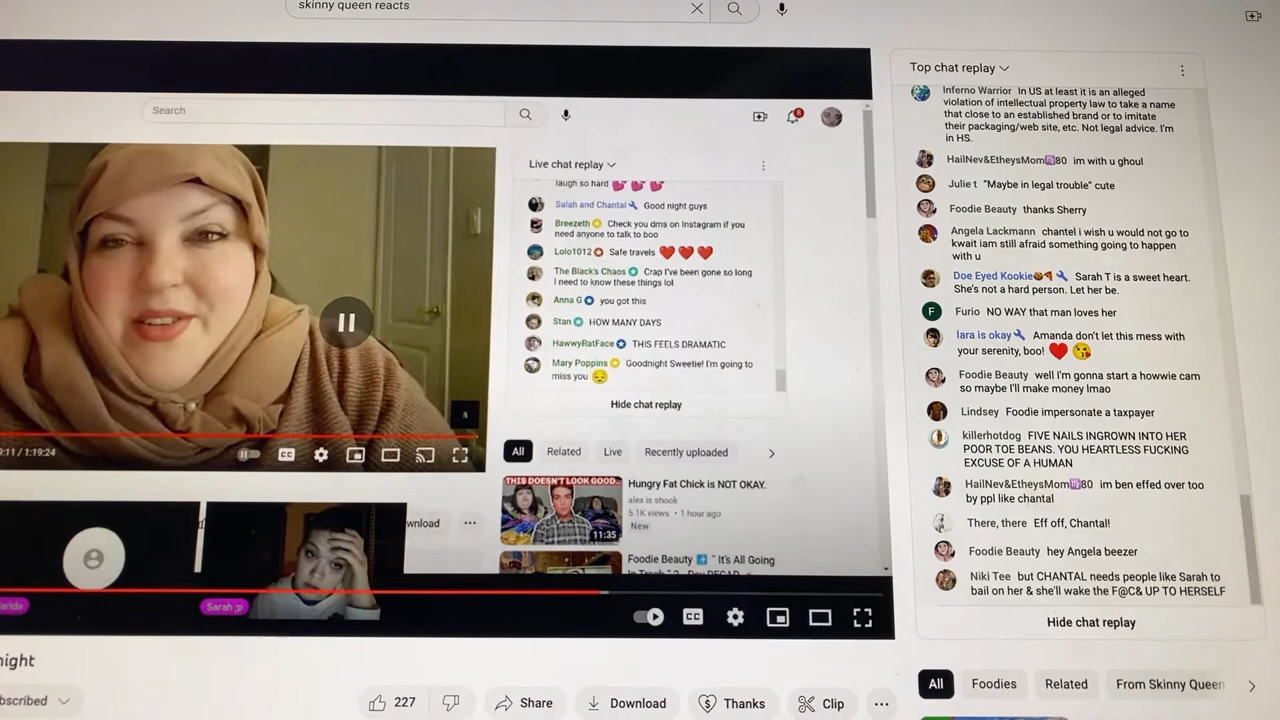 skinny queen reacts
Search
9:11 / 1:19:24
Live chat replay
laugh so hard 💕 💕 💕
Salah and Chantal Good night guys
Breezeth Check you dms on Instagram if you
need anyone to talk to boo
Lolo1012 Safe travels ❤️ ❤️ ❤️
The Black's Chaos Crap I've been gone so long
I need to know these things lol
Anna G you got this
Stan HOW MANY DAYS
HawwyRatFace THIS FEELS DRAMATIC
Mary Poppins Goodnight Sweetie! I'm going to
miss you 😔
Hide chat replay
All Related Live Recently uploaded
THIS DOESN'T LOOK GOOD..
11:35
Hungry Fat Chick is NOT OKAY.
alex is shook
5.1K views • 1 hour ago
New
Foodie Beauty "It's All Going
wnload
arida
Sarah ;p
CC
night
bscribed
227 Share Download Thanks Clip
Top chat replay
Inferno Warrior In US at least it is an alleged
violation of intellectual property law to take a name
that close to an established brand or to imitate
their packaging/web site, etc. Not legal advice. I'm
in HS.
HailNev&EtheysMom♍80 im with u ghoul
Julie t "Maybe in legal trouble" cute
Foodie Beauty thanks Sherry
Angela Lackmann chantel i wish u would not go to
kwait iam still afraid something going to happen
with u
Doe Eyed Kookie🍪🍕 Sarah T is a sweet heart.
She's not a hard person. Let her be.
F
Furio NO WAY that man loves her
lara is okay Amanda don't let this mess with
your serenity, boo! ❤️ 😘
Foodie Beauty well I'm gonna start a howwie cam
so maybe I'll make money lmao
Lindsey Foodie impersonate a taxpayer
killerhotdog FIVE NAILS INGROWN INTO HER
POOR TOE BEANS. YOU HEARTLESS FUCKING
EXCUSE OF A HUMAN
HailNev&EtheysMom♍80 im ben effed over too
by ppl like chantal
There, there Eff off, Chantal!
Foodie Beauty hey Angela beezer
Niki Tee but CHANTAL needs people like Sarah to
bail on her & she'll wake the F@C& UP TO HERSELF
Hide chat replay
All Foodies Related From Skinny Queen